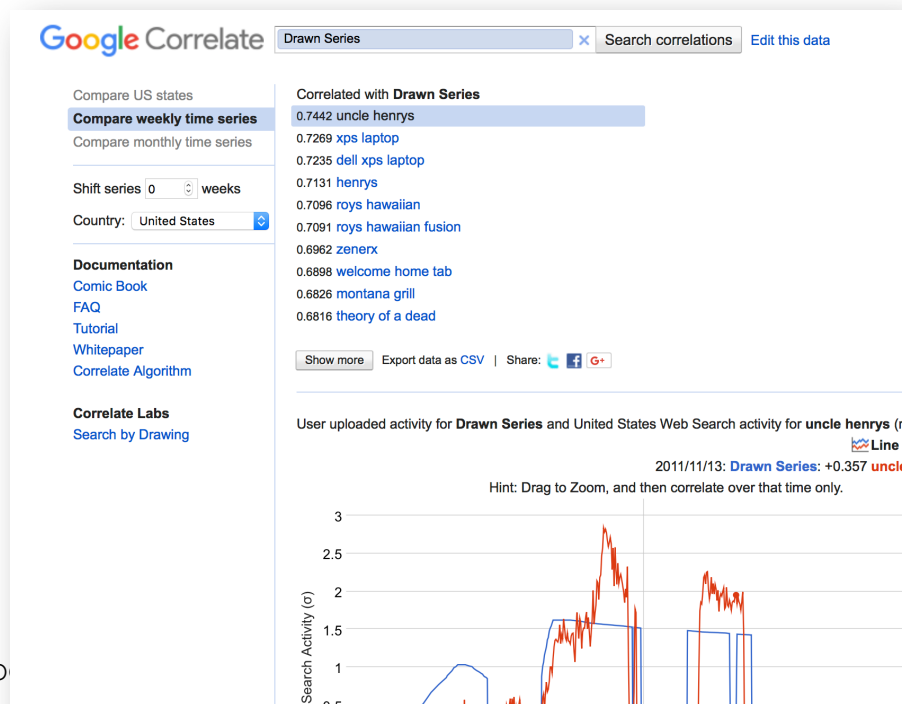 Google Correlate
Drawn Series
× Search correlations Edit this data
Compare US states
Compare weekly time series
Compare monthly time series
Shift series 0 weeks
Country: United States
Documentation
Comic Book
FAQ
Tutorial
Whitepaper
Correlate Algorithm
Correlate Labs
Search by Drawing
Correlated with Drawn Series
0.7442 uncle henrys
0.7269 xps laptop
0.7235 dell xps laptop
0.7131 henrys
0.7096 roys hawaiian
0.7091 roys hawaiian fusion
0.6962 zenerx
0.6898 welcome home tab
0.6826 montana grill
0.6816 theory of a dead
Show more Export data as CSV | Share: G+
User uploaded activity for Drawn Series and United States Web Search activity for uncle henrys (
Line
2011/11/13: Drawn Series: +0.357
Hint: Drag to Zoom, and then correlate over that time only.
3
2.5
2
1.5
1
Search Activity (σ)